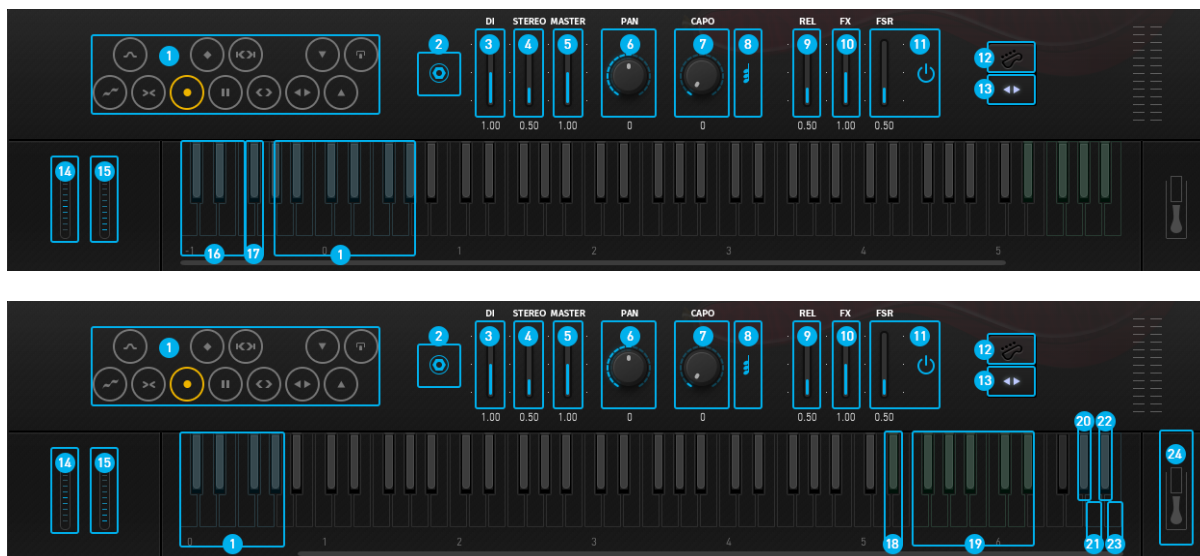 DI STEREO MASTER PAN CAPO REL FX FSR
1 2 3 4 5 6 7 8 9 10 11 12
13
1.00 0.50 1.00 0 0 0.50 1.00 0.50
14 15
-1 16 17 0 1 1 2 3 4 5
DI STEREO MASTER PAN CAPO REL FX FSR
1 2 3 4 5 6 7 8 9 10 11 12
13
1.00 0.50 1.00 0 0 0.50 1.00 0.50
20 22
14 15 24
0 1 1 2 3 4 5 18 19 6 21 23